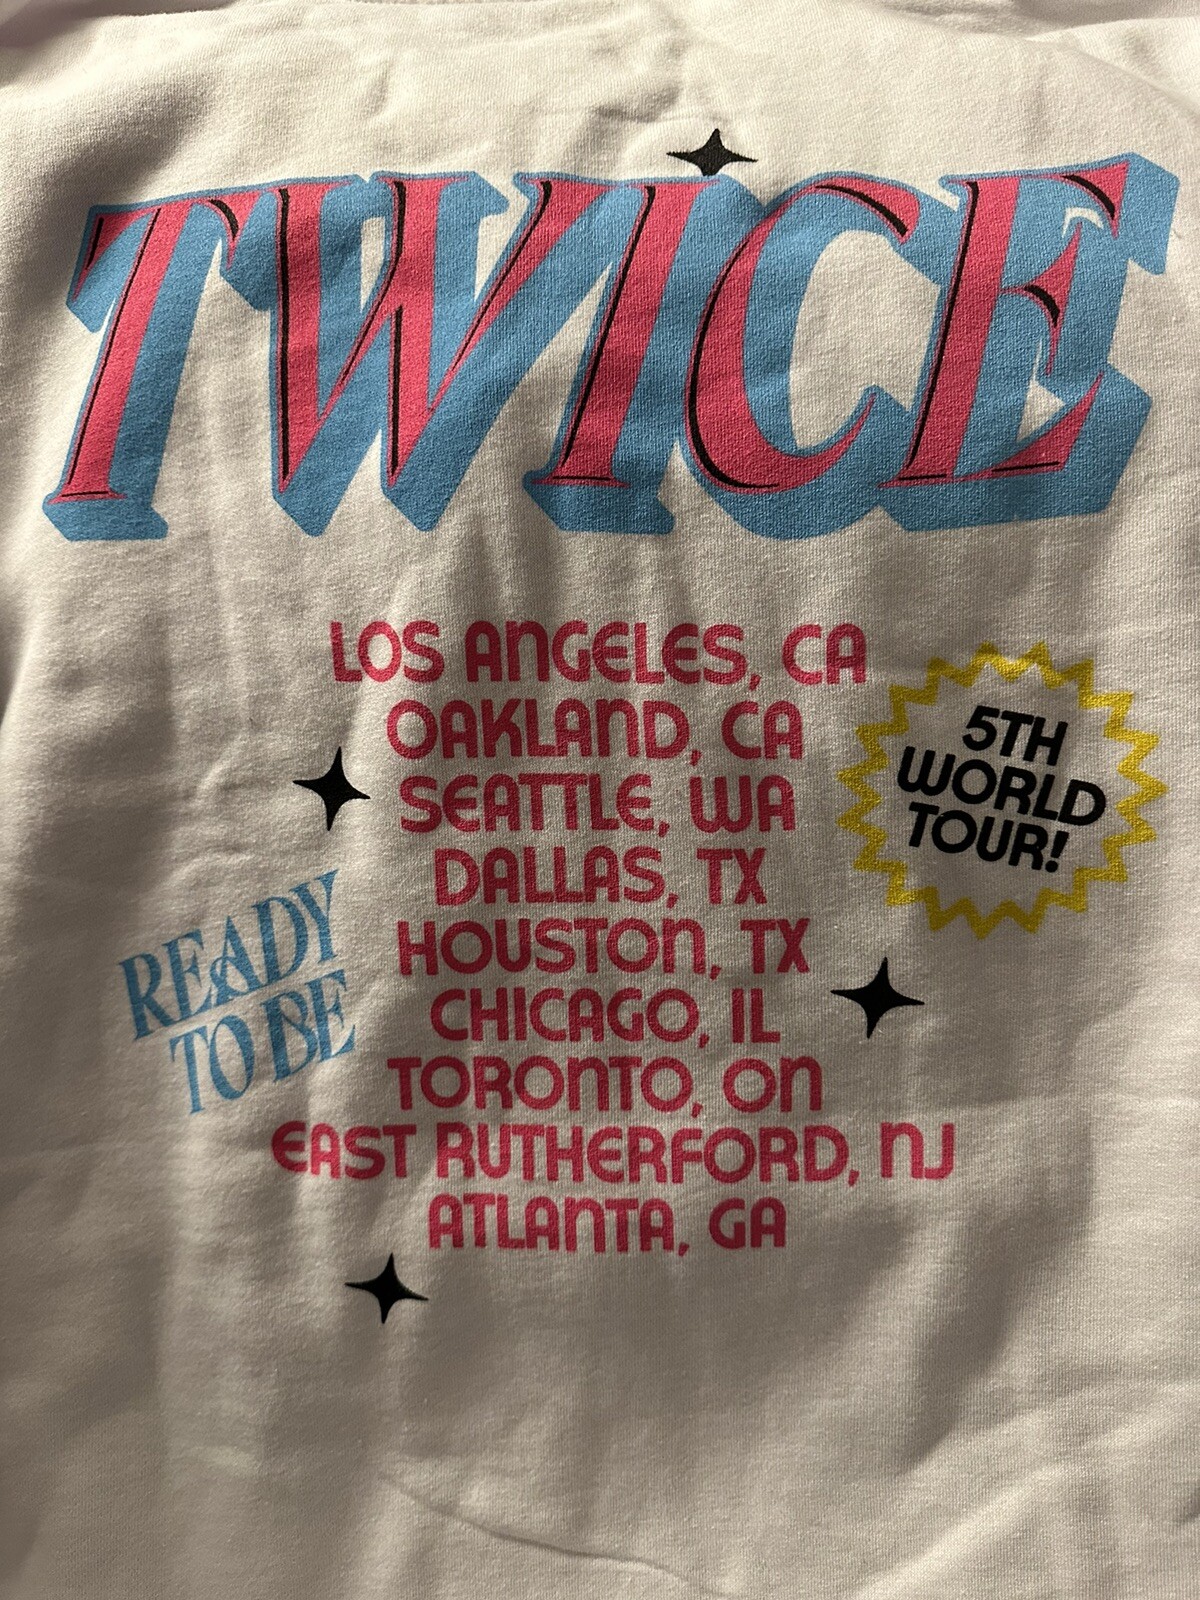 TWICE
LOS ANGELES, CA
OAKLAND, CA
SEATTLE, WA
DALLAS, TX
HOUSTON, TX
CHICAGO, IL
TORONTO, ON
EAST RUTHERFORD, NJ
ATLANTA, GA
5TH
WORLD
TOUR!
READY
TO BE